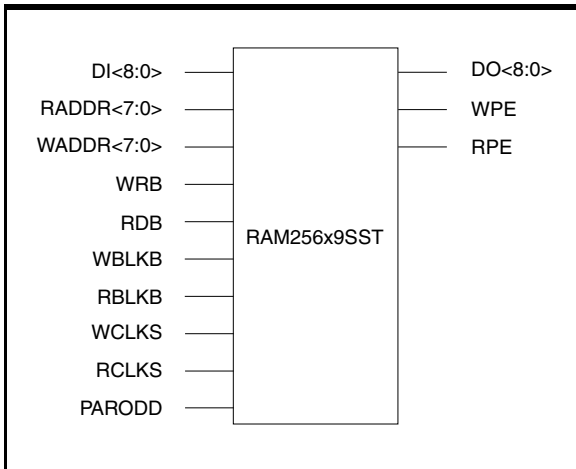 DI<8:0>
DO<8:0>
RADDR<7:0>
WPE
WADDR<7:0>
RPE
WRB
RDB
RAM256x9SST
WBLKB
RBLKB
WCLKS
RCLKS
PARODD